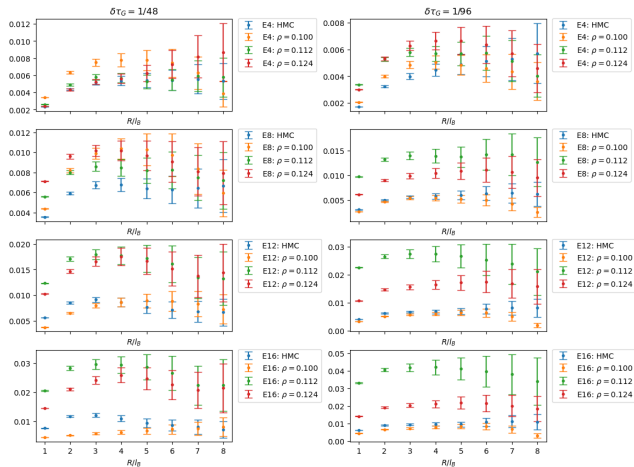 δτ_G = 1/48
0.012
0.010
0.008
0.006
0.004
0.002
E4: HMC
E4: ρ = 0.100
E4: ρ = 0.112
E4: ρ = 0.124
R/l_B
δτ_G = 1/96
0.008
0.006
0.004
0.002
E4: HMC
E4: ρ = 0.100
E4: ρ = 0.112
E4: ρ = 0.124
R/l_B
0.012
0.010
0.008
0.006
0.004
E8: HMC
E8: ρ = 0.100
E8: ρ = 0.112
E8: ρ = 0.124
R/l_B
0.015
0.010
0.005
E8: HMC
E8: ρ = 0.100
E8: ρ = 0.112
E8: ρ = 0.124
R/l_B
0.020
0.015
0.010
0.005
E12: HMC
E12: ρ = 0.100
E12: ρ = 0.112
E12: ρ = 0.124
R/l_B
0.03
0.02
0.01
0.00
E12: HMC
E12: ρ = 0.100
E12: ρ = 0.112
E12: ρ = 0.124
R/l_B
0.03
0.02
0.01
1 2 3 4 5 6 7 8
E16: HMC
E16: ρ = 0.100
E16: ρ = 0.112
E16: ρ = 0.124
R/l_B
0.05
0.04
0.03
0.02
0.01
0.00
1 2 3 4 5 6 7 8
E16: HMC
E16: ρ = 0.100
E16: ρ = 0.112
E16: ρ = 0.124
R/l_B